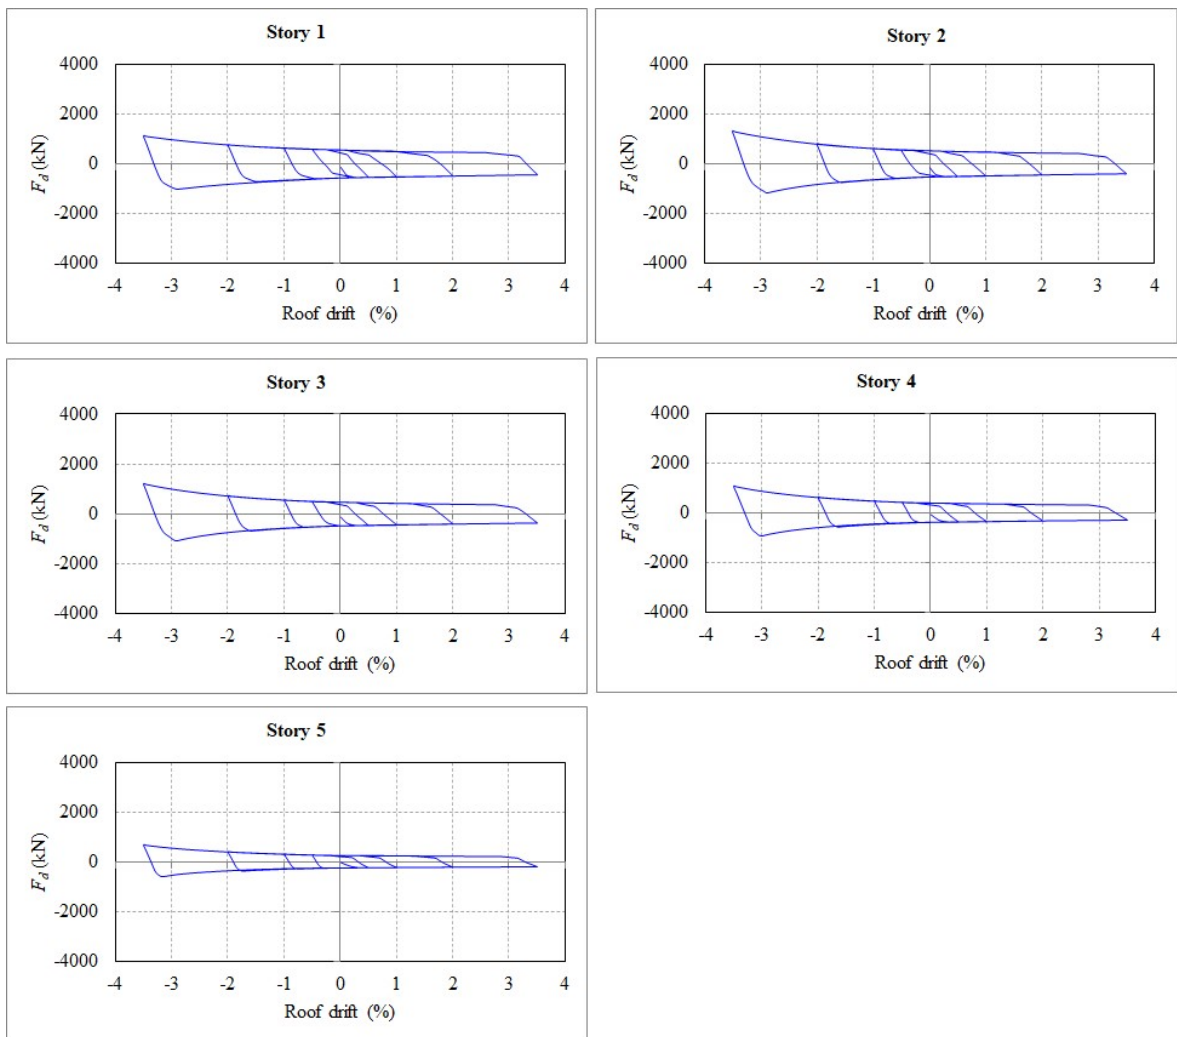 Story 1
4000
2000
0
-2000
-4000
F_d (kN)
-4 -3 -2 -1 0 1 2 3 4
Roof drift (%)
Story 2
4000
2000
0
-2000
-4000
F_d (kN)
-4 -3 -2 -1 0 1 2 3 4
Roof drift (%)
Story 3
4000
2000
0
-2000
-4000
F_d (kN)
-4 -3 -2 -1 0 1 2 3 4
Roof drift (%)
Story 4
4000
2000
0
-2000
-4000
F_d (kN)
-4 -3 -2 -1 0 1 2 3 4
Roof drift (%)
Story 5
4000
2000
0
-2000
-4000
F_d (kN)
-4 -3 -2 -1 0 1 2 3 4
Roof drift (%)